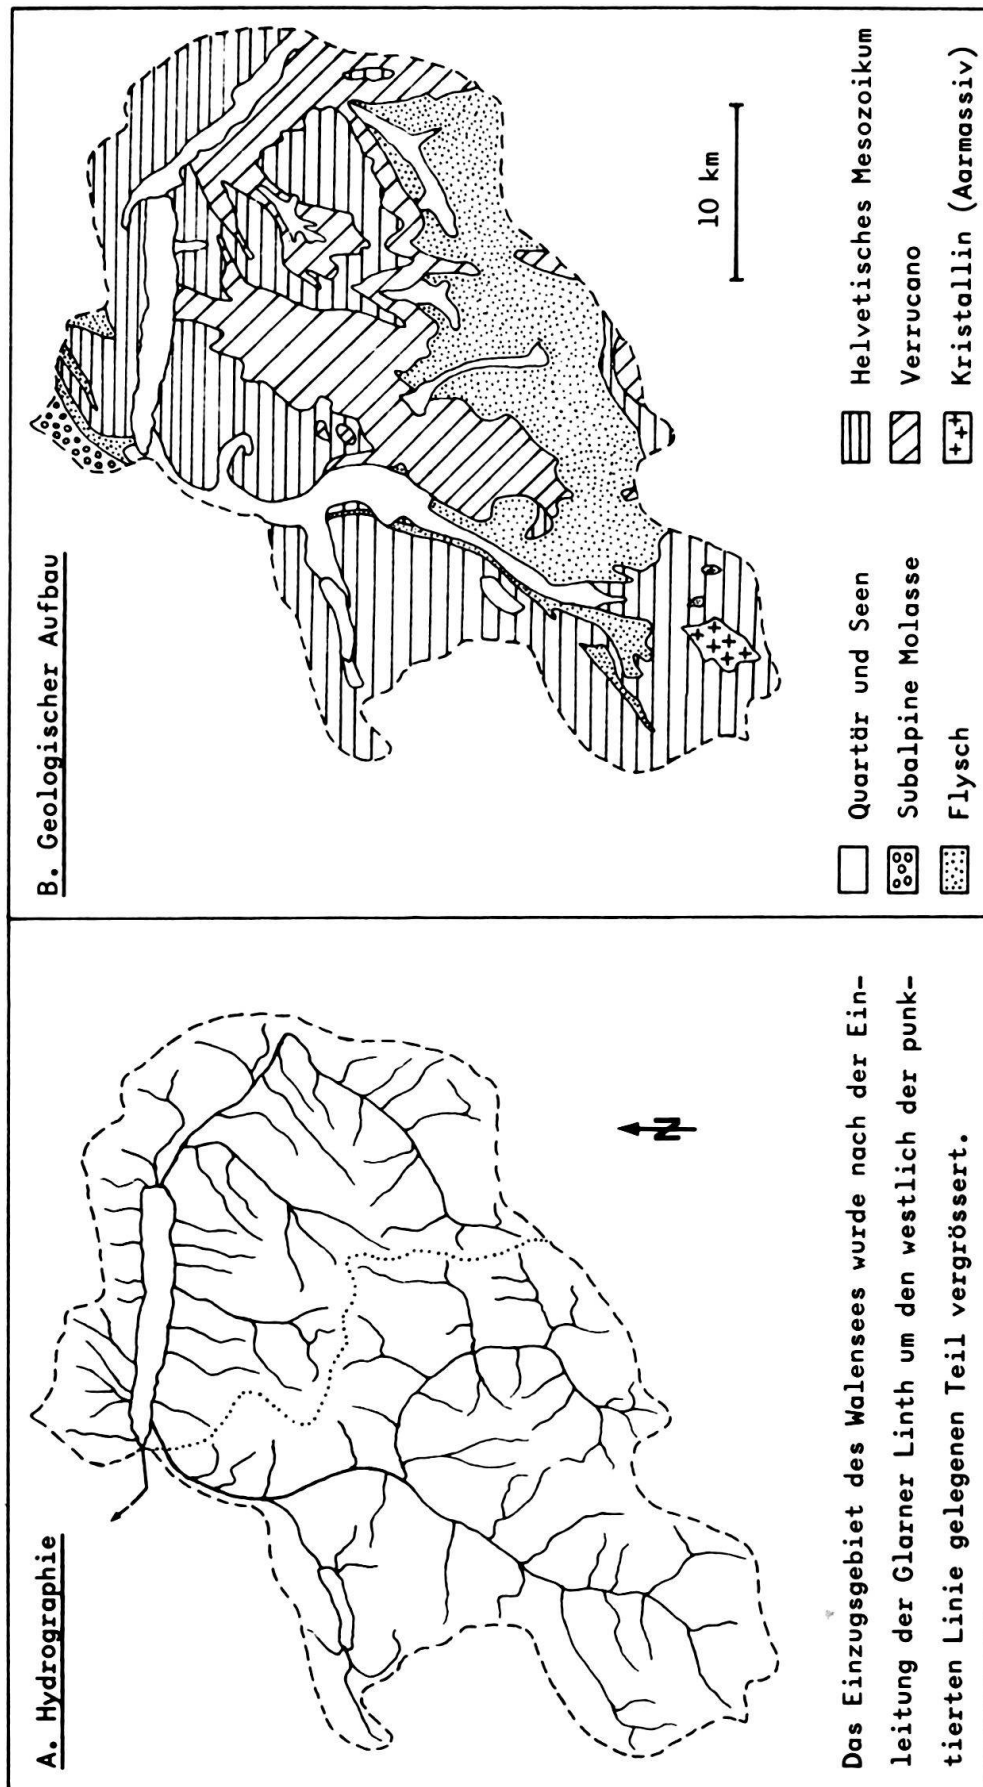 A. Hydrographie
N
Das Einzugsgebiet des Walensees wurde nach der Ein-
leitung der Glarner Linth um den westlich der punk-
tierten Linie gelegenen Teil vergrössert.
B. Geologischer Aufbau
10 km
Quartär und Seen
Subalpine Molasse
Flysch
Helvetisches Mesozoikum
Verrucano
Kristallin (Aarmassiv)